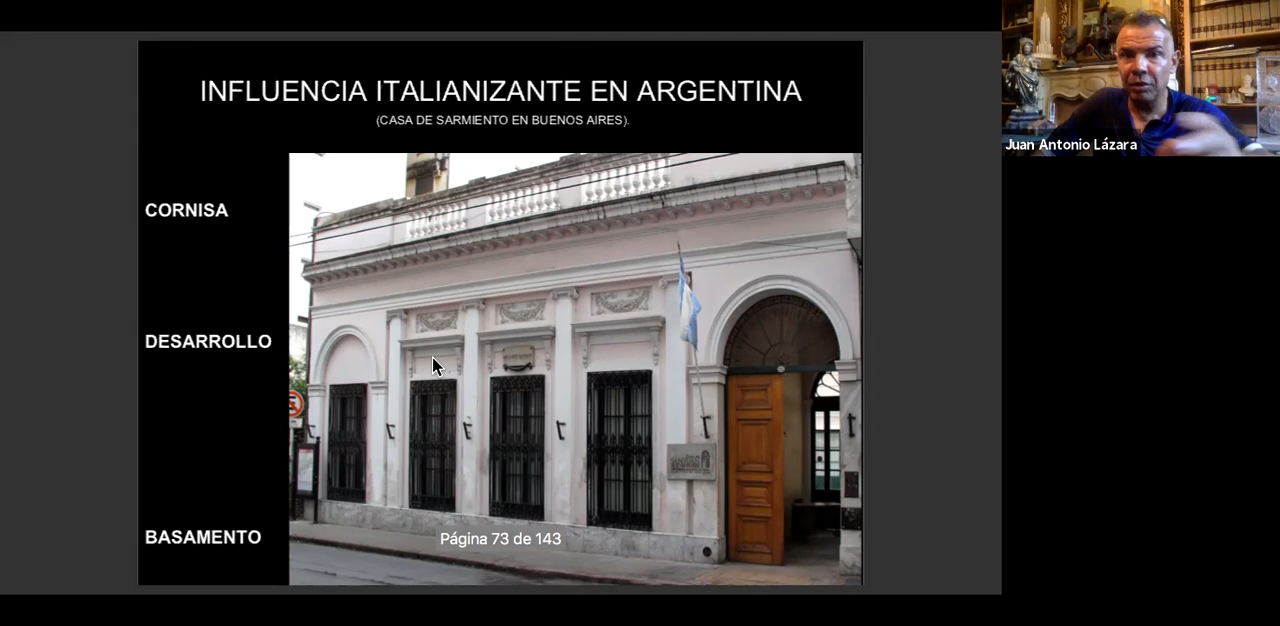 INFLUENCIA ITALIANIZANTE EN ARGENTINA
(CASA DE SARMIENTO EN BUENOS AIRES).
CORNISA
DESARROLLO
BASAMENTO
Página 73 de 143
Juan Antonio Lázara